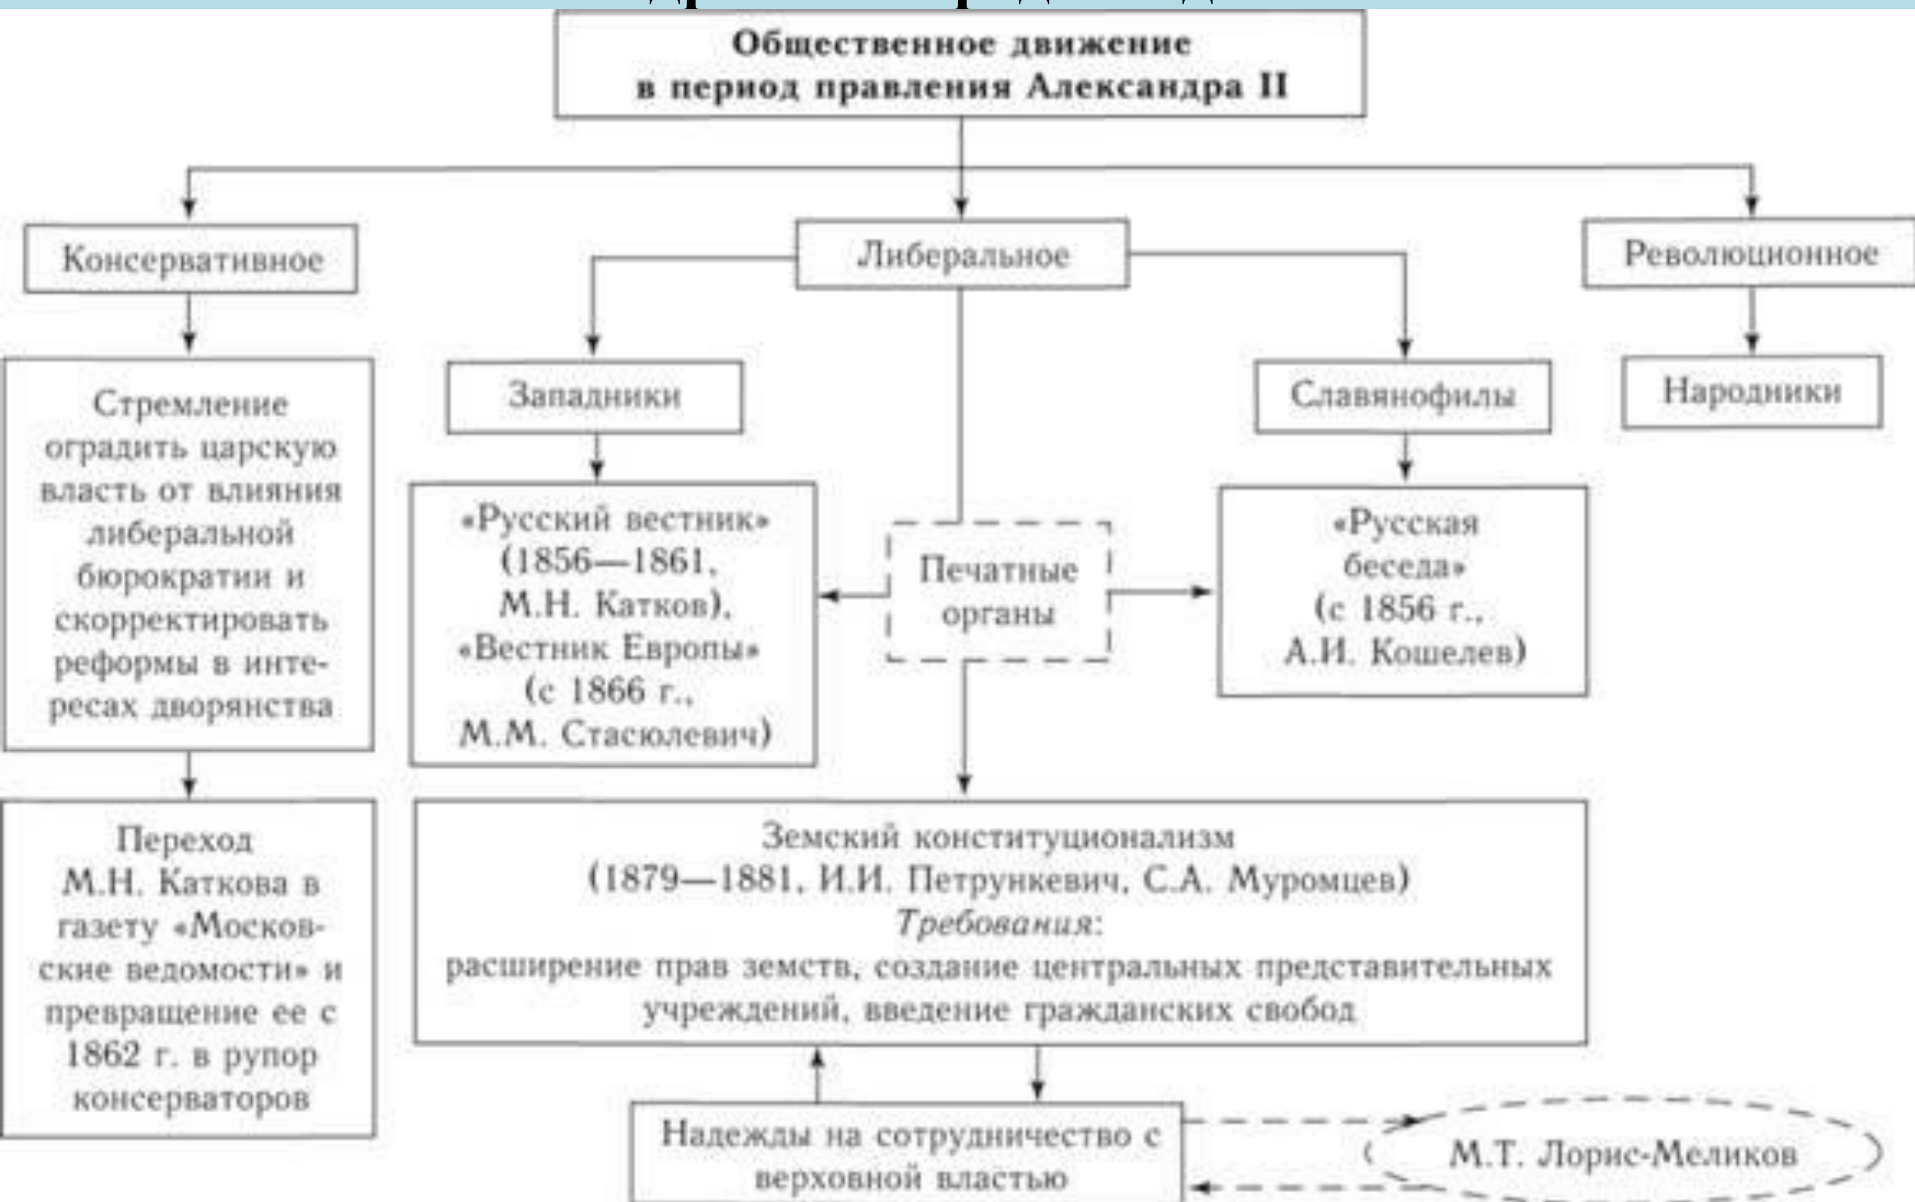 Общественное движение
в период правления Александра II
Консервативное
Либеральное
Революционное
Стремление
оградить царскую
власть от влияния
либеральной
бюрократии и
скорректировать
реформы в инте-
ресах дворянства
Западники
Славянофилы
Народники
«Русский вестник»
(1856—1861,
М.Н. Катков),
«Вестник Европы»
(с 1866 г.,
М.М. Стасюлевич)
Печатные
органы
«Русская
беседа»
(с 1856 г.,
А.И. Кошелев)
Переход
М.Н. Каткова в
газету «Москов-
ские ведомости» и
превращение ее с
1862 г. в рупор
консерваторов
Земский конституционализм
(1879—1881, И.И. Петрункевич, С.А. Муромцев)
Требования:
расширение прав земств, создание центральных представительных
учреждений, введение гражданских свобод
Надежды на сотрудничество с
верховной властью
М.Т. Лорис-Меликов